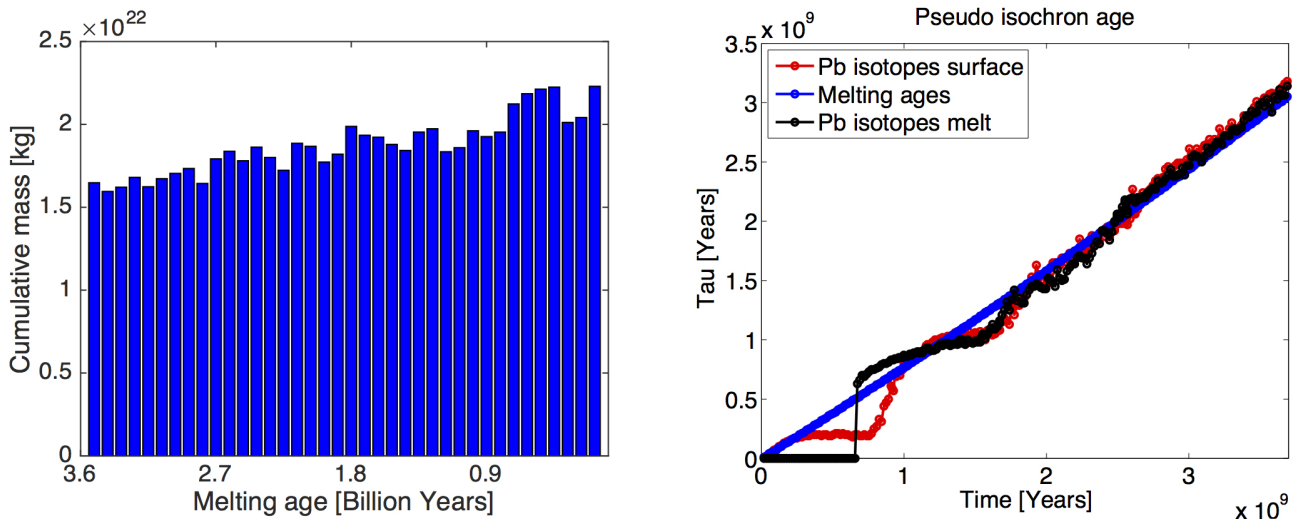 ×10^22
2.5
2
1.5
1
0.5
0
3.6
2.7
1.8
0.9
Cumulative mass [kg]
Melting age [Billion Years]
Pseudo isochron age
x 10^9
3.5
3
2.5
2
1.5
1
0.5
0
Pb isotopes surface
Melting ages
Pb isotopes melt
Tau [Years]
0
1
2
3
Time [Years]
x 10^9